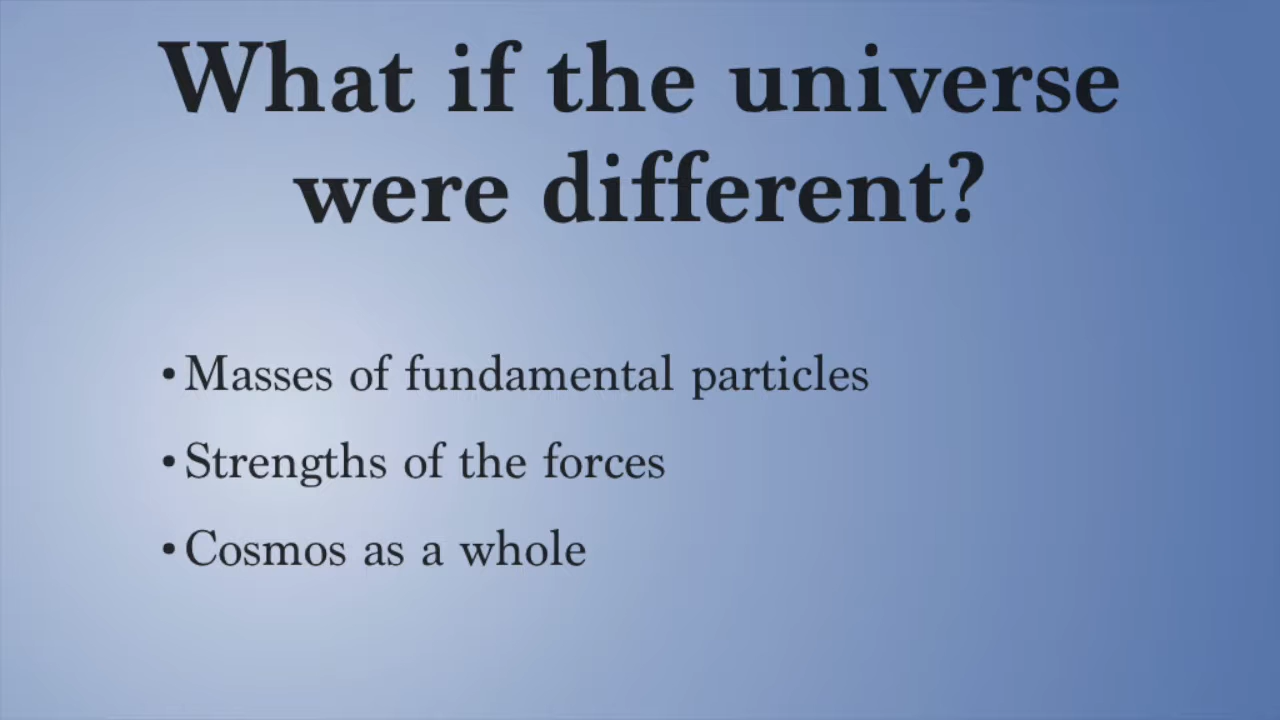 What if the universe
were different?
• Masses of fundamental particles
• Strengths of the forces
• Cosmos as a whole